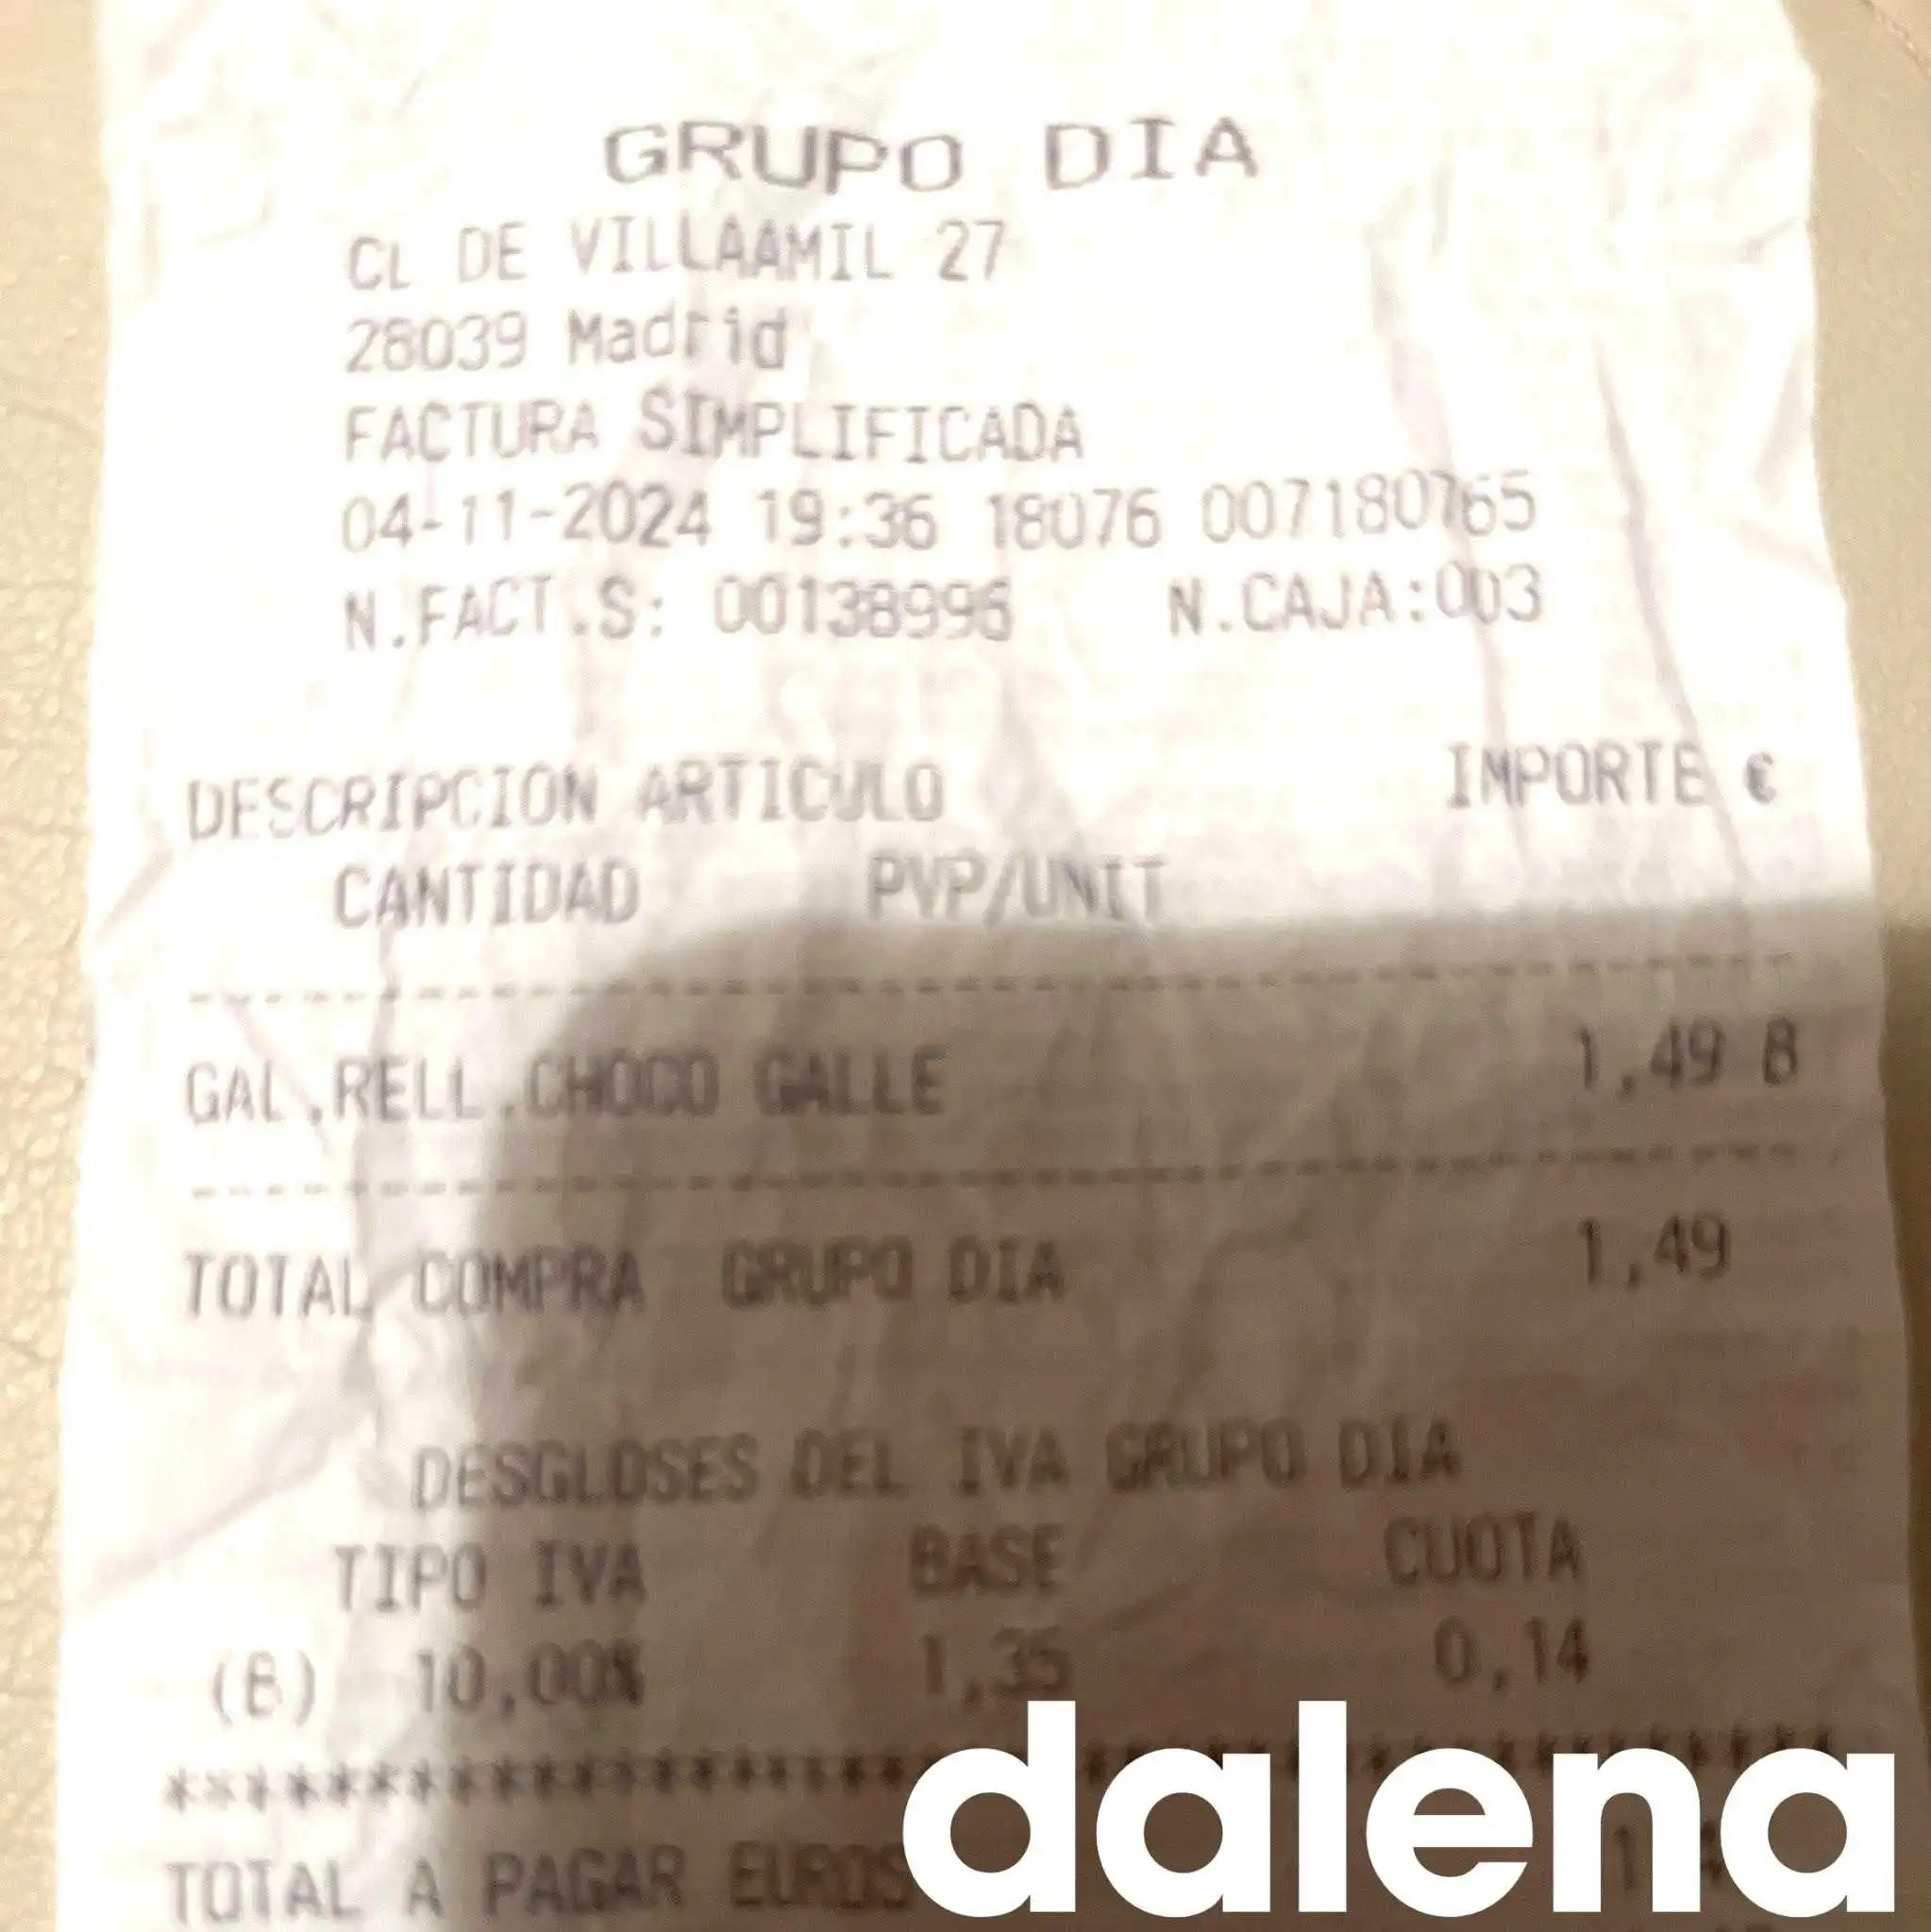 GRUPO DIA
CL DE VILLAAMIL 27
28039 Madrid
FACTURA SIMPLIFICADA
04-11-2024 19:36 18076 007180765
N.FACT.S: 00138996 N.CAJA:003
DESCRIPCION ARTICULO IMPORTE €
CANTIDAD PVP/UNIT
GAL.RELL.CHOCO GALLE 1,49 B
TOTAL COMPRA GRUPO DIA 1,49
DESGLOSES DEL IVA GRUPO DIA
TIPO IVA BASE CUOTA
(B) 10,00% 1,35 0,14
TOTAL A PAGAR EUROS
dalena